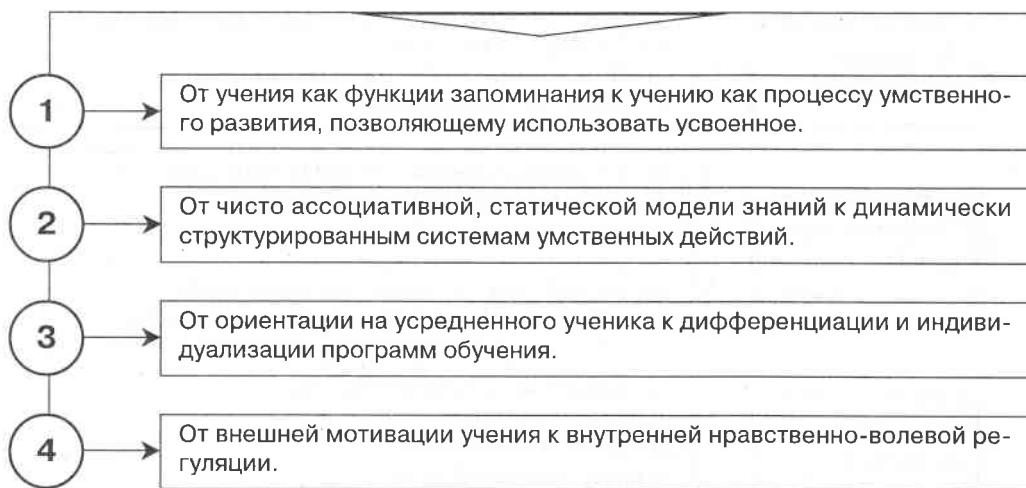 1
От учения как функции запоминания к учению как процессу умственно-
го развития, позволяющему использовать усвоенное.
2
От чисто ассоциативной, статической модели знаний к динамически
структурированным системам умственных действий.
3
От ориентации на усредненного ученика к дифференциации и индиви-
дуализации программ обучения.
4
От внешней мотивации учения к внутренней нравственно-волевой ре-
гуляции.